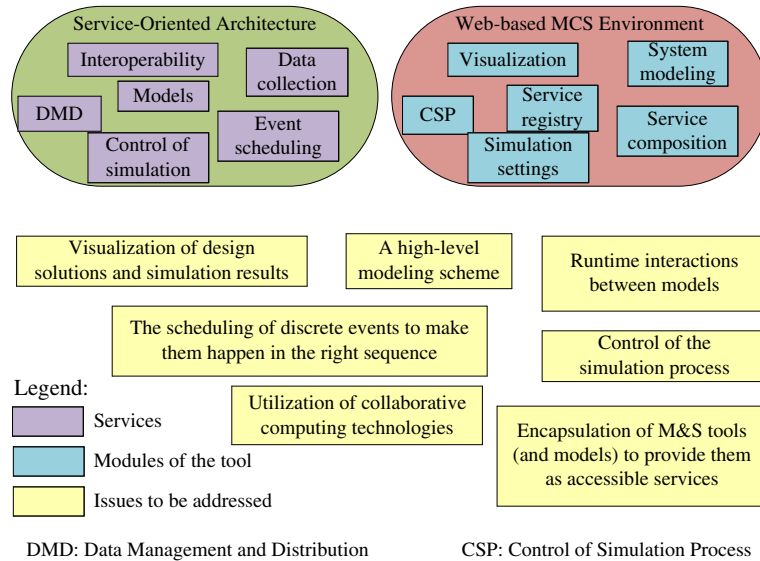 Service-Oriented Architecture
Interoperability
Data
collection
Models
DMD
Event
scheduling
Control of
simulation
Web-based MCS Environment
Visualization
System
modeling
CSP
Service
registry
Service
composition
Simulation
settings
Visualization of design
solutions and simulation results
A high-level
modeling scheme
Runtime interactions
between models
The scheduling of discrete events to make
them happen in the right sequence
Control of the
simulation process
Legend:
Services
Modules of the tool
Issues to be addressed
Utilization of collaborative
computing technologies
Encapsulation of M&S tools
(and models) to provide them
as accessible services
DMD: Data Management and Distribution
CSP: Control of Simulation Process